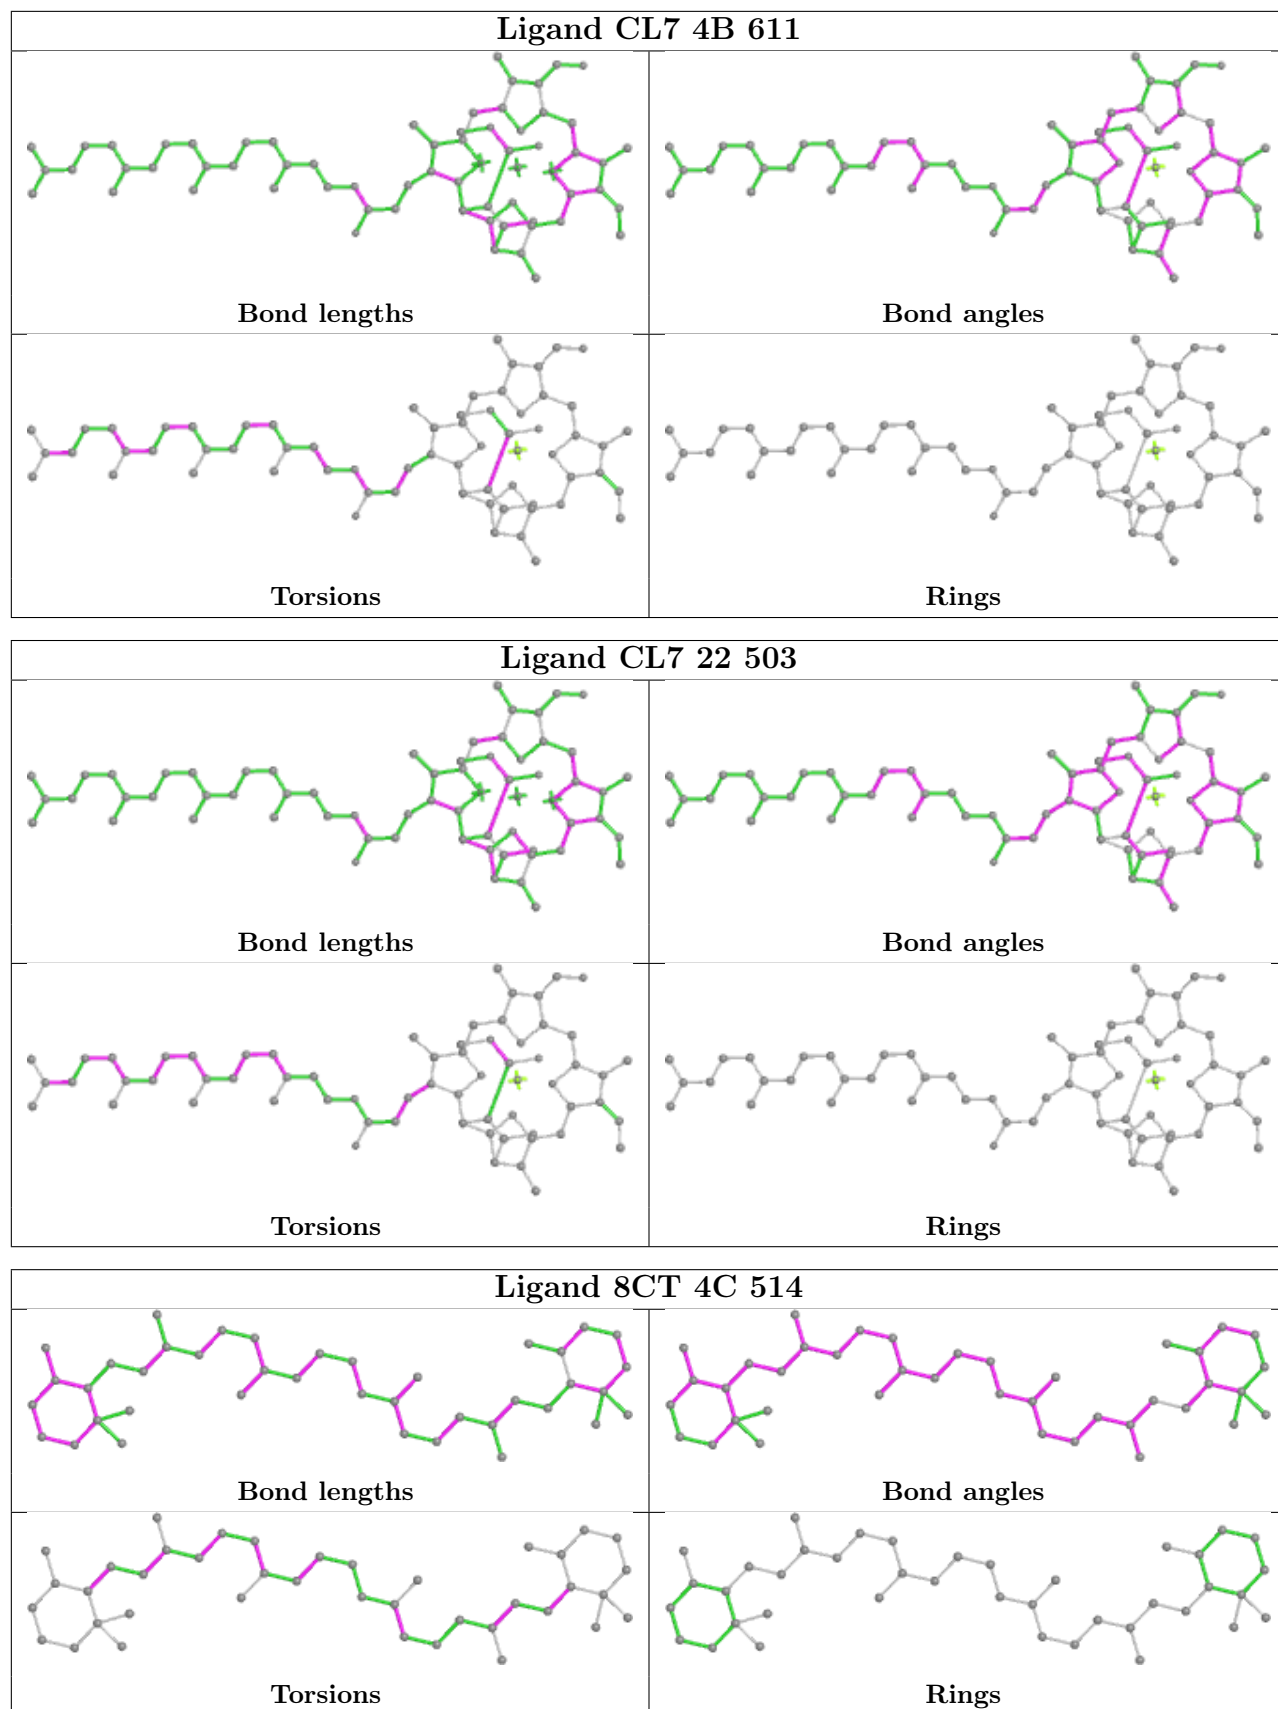 Ligand CL7 4B 611
Bond lengths
Bond angles
Torsions
Rings
Ligand CL7 22 503
Bond lengths
Bond angles
Torsions
Rings
Ligand 8CT 4C 514
Bond lengths
Bond angles
Torsions
Rings